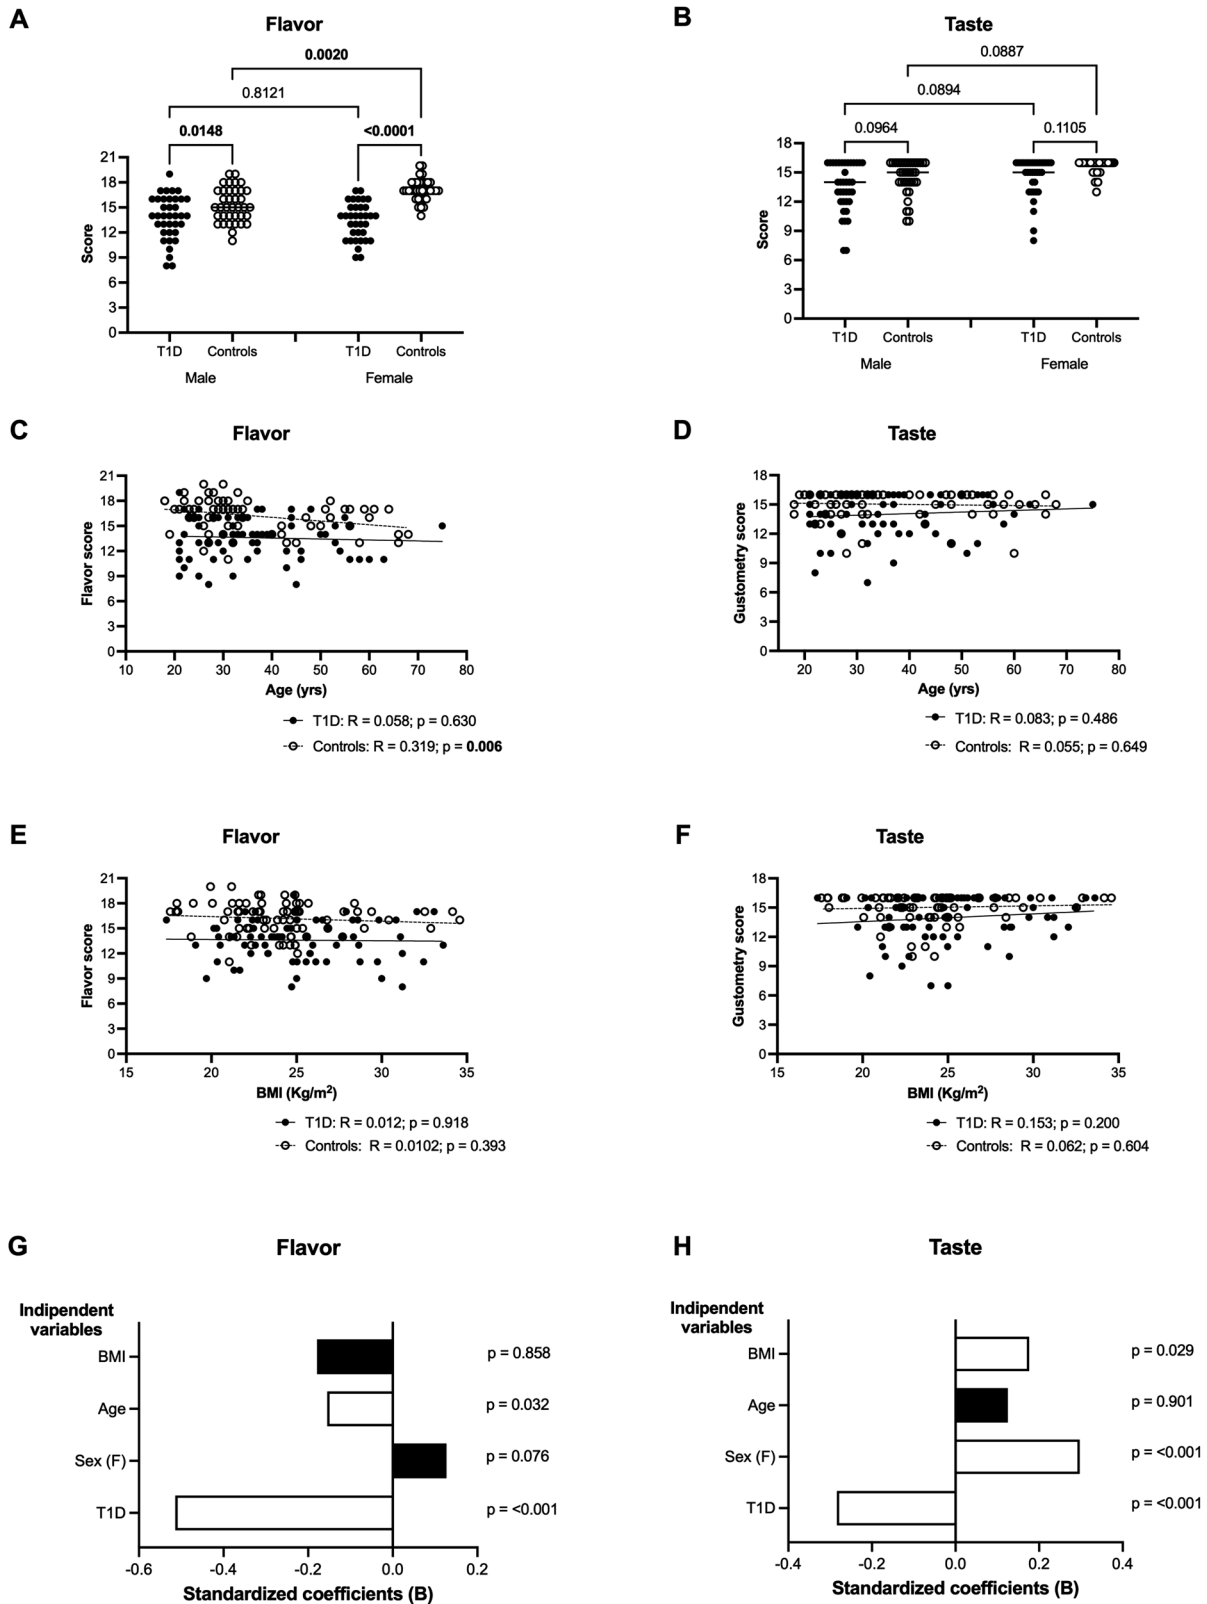 A
Flavor
0.0020
0.8121
0.0148
<0.0001
21
18
15
12
9
6
3
0
Score
T1D
Controls
T1D
Controls
Male
Female
B
Taste
0.0887
0.0894
0.0964
0.1105
18
15
12
9
6
3
0
Score
T1D
Controls
T1D
Controls
Male
Female
C
Flavor
21
18
15
12
9
6
3
0
Flavor score
10 20 30 40 50 60 70 80
Age (yrs)
T1D: R = 0.058; p = 0.630
Controls: R = 0.319; p = 0.006
D
Taste
18
15
12
9
6
3
0
Gustometry score
20 30 40 50 60 70 80
Age (yrs)
T1D: R = 0.083; p = 0.486
Controls: R = 0.055; p = 0.649
E
Flavor
21
18
15
12
9
6
3
0
Flavor score
15 20 25 30 35
BMI (Kg/m²)
T1D: R = 0.012; p = 0.918
Controls: R = 0.0102; p = 0.393
F
Taste
18
15
12
9
6
3
0
Gustometry score
15 20 25 30 35
BMI (Kg/m²)
T1D: R = 0.153; p = 0.200
Controls: R = 0.062; p = 0.604
G
Flavor
Indipendent
variables
BMI
p = 0.858
Age
p = 0.032
Sex (F)
p = 0.076
T1D
p = <0.001
-0.6 -0.4 -0.2 0.0 0.2
Standardized coefficients (B)
H
Taste
Indipendent
variables
BMI
p = 0.029
Age
p = 0.901
Sex (F)
p = <0.001
T1D
p = <0.001
-0.4 -0.2 0.0 0.2 0.4
Standardized coefficients (B)